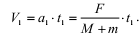 V₁ = a₁ · t₁ = F / (M + m) · t₁ .